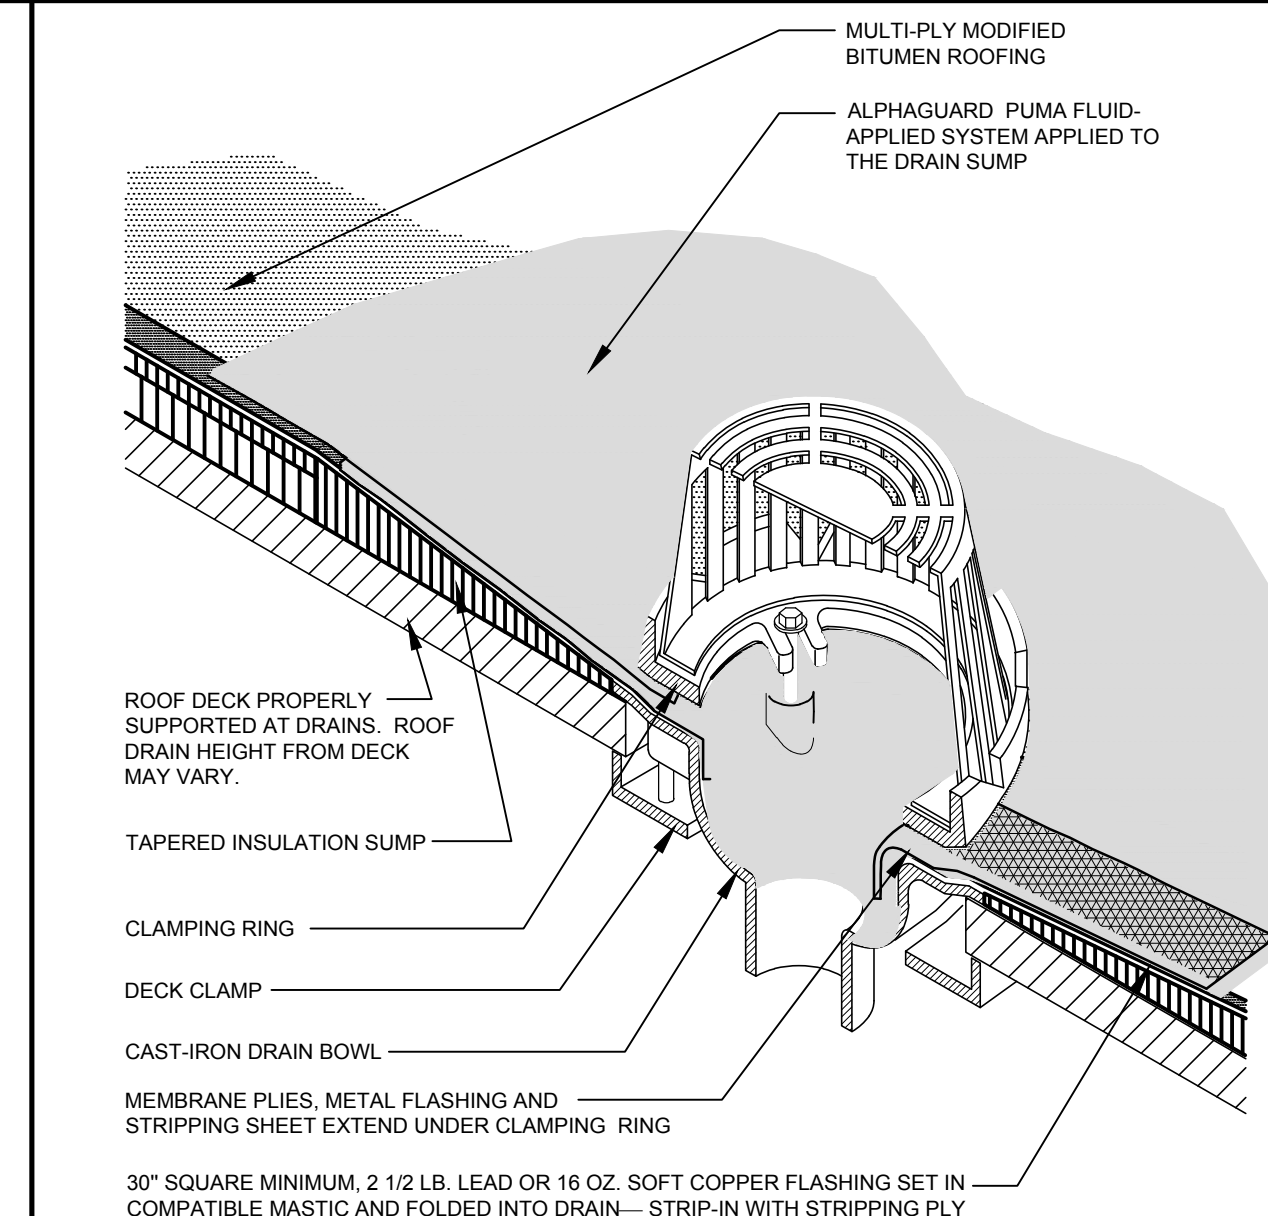 MULTI-PLY MODIFIED
BITUMEN ROOFING
ALPHAGUARD PUMA FLUID-
APPLIED SYSTEM APPLIED TO
THE DRAIN SUMP
ROOF DECK PROPERLY
SUPPORTED AT DRAINS. ROOF
DRAIN HEIGHT FROM DECK
MAY VARY.
TAPERED INSULATION SUMP
CLAMPING RING
DECK CLAMP
CAST-IRON DRAIN BOWL
MEMBRANE PLIES, METAL FLASHING AND
STRIPPING SHEET EXTEND UNDER CLAMPING RING
30" SQUARE MINIMUM, 2 1/2 LB. LEAD OR 16 OZ. SOFT COPPER FLASHING SET IN
COMPATIBLE MASTIC AND FOLDED INTO DRAIN— STRIP-IN WITH STRIPPING PLY